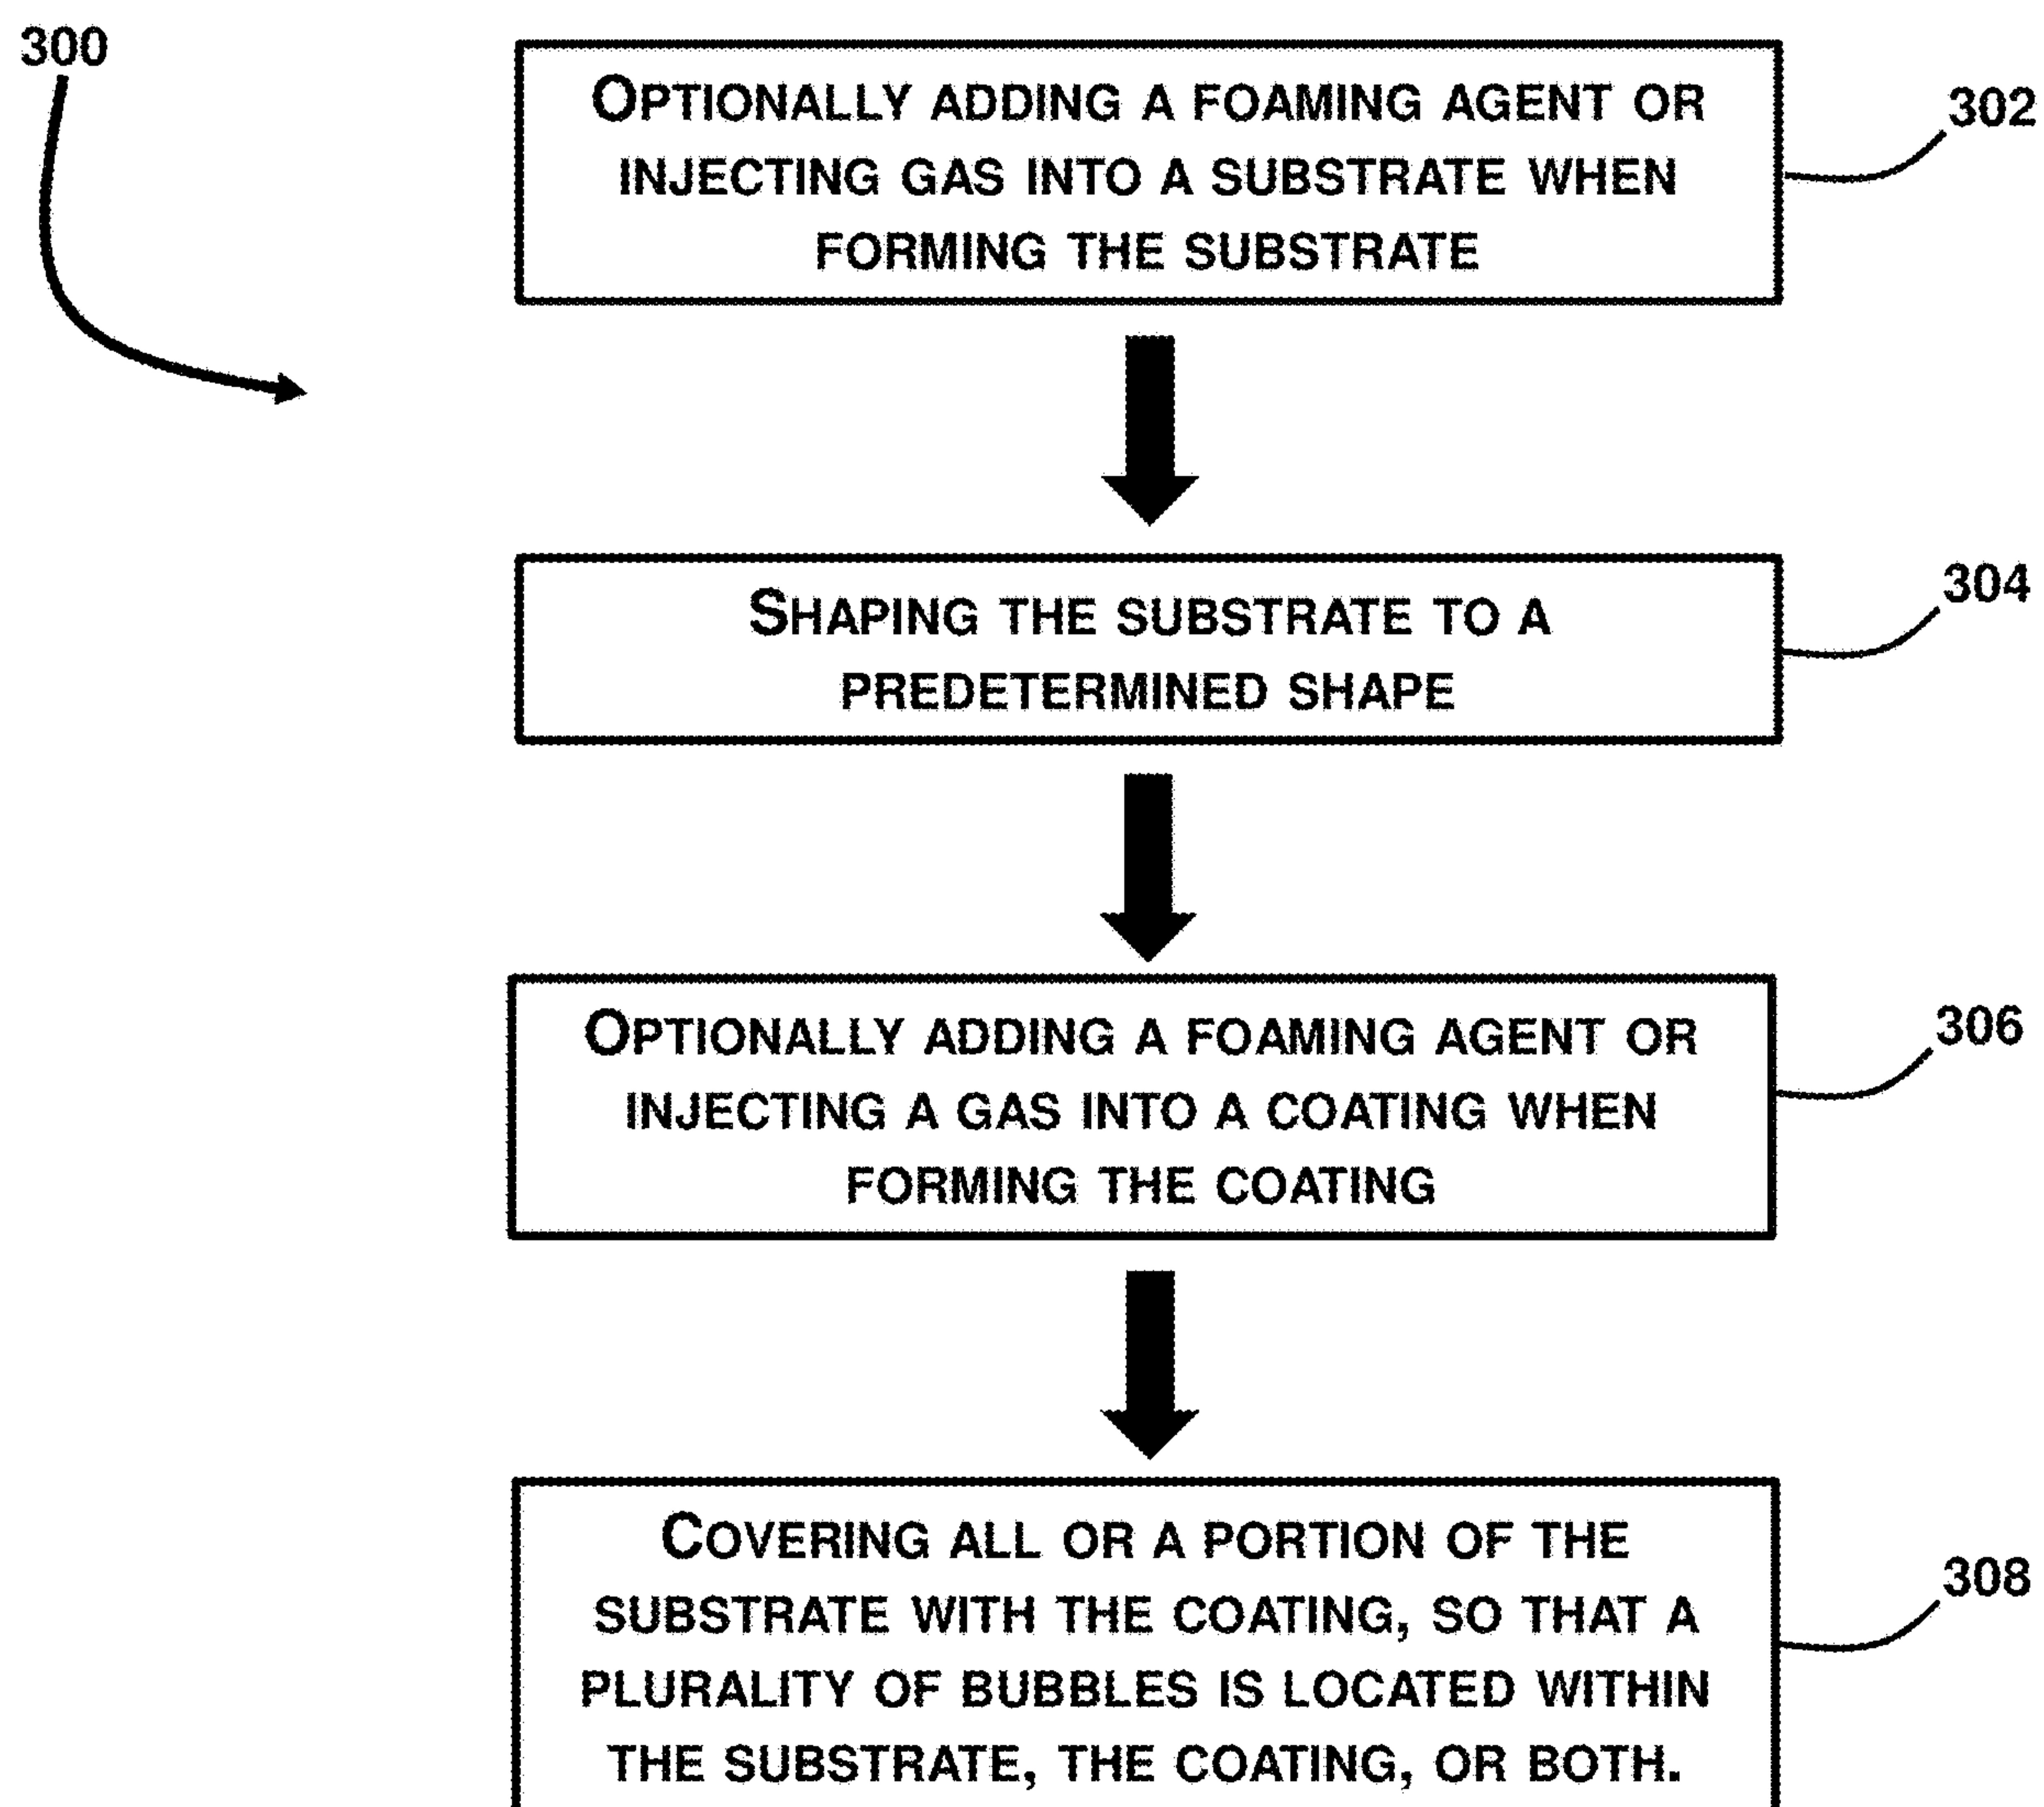 300
OPTIONALLY ADDING A FOAMING AGENT OR
INJECTING GAS INTO A SUBSTRATE WHEN
FORMING THE SUBSTRATE
302
SHAPING THE SUBSTRATE TO A
PREDETERMINED SHAPE
304
OPTIONALLY ADDING A FOAMING AGENT OR
INJECTING A GAS INTO A COATING WHEN
FORMING THE COATING
306
COVERING ALL OR A PORTION OF THE
SUBSTRATE WITH THE COATING, SO THAT A
PLURALITY OF BUBBLES IS LOCATED WITHIN
THE SUBSTRATE, THE COATING, OR BOTH.
308